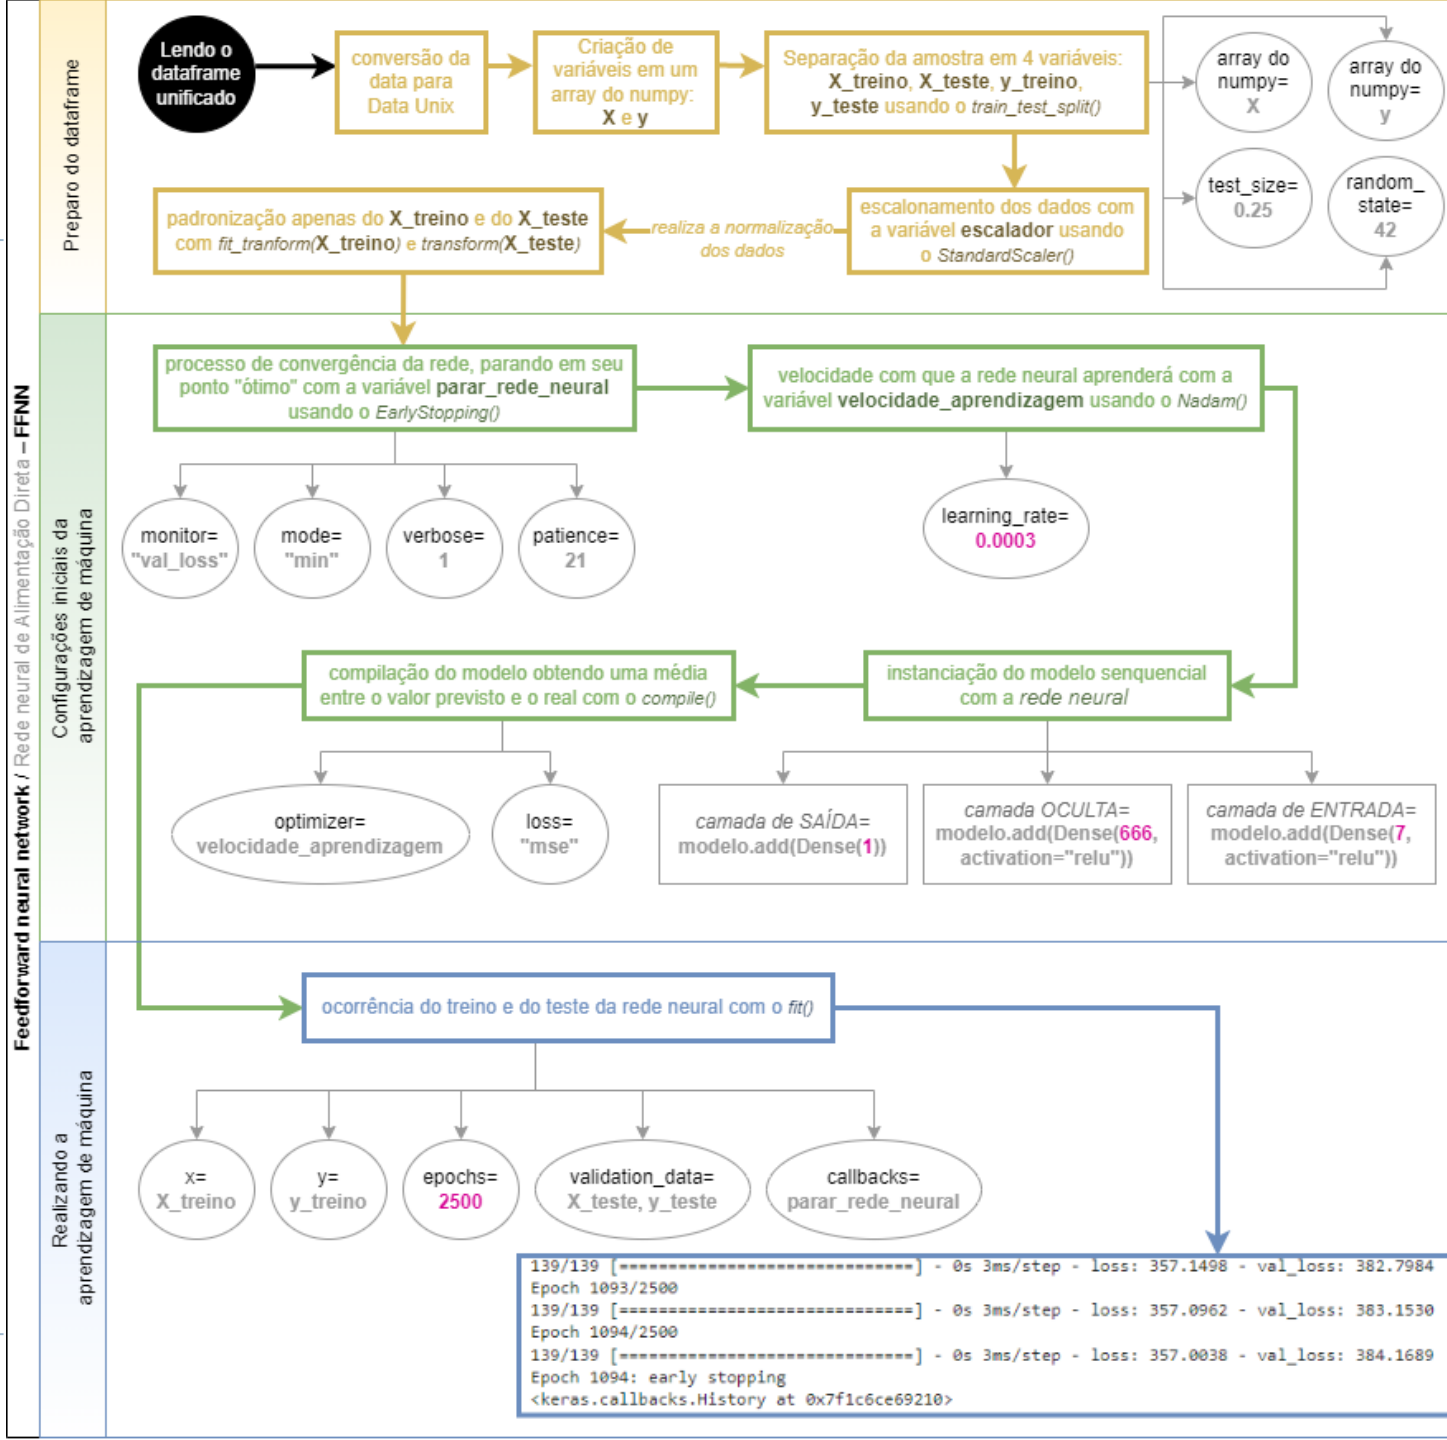 Feedforward neural network / Rede neural de Alimentação Direta – FFNN
Preparo do dataframe
Lendo o
dataframe
unificado
conversão da
data para
Data Unix
Criação de
variáveis em um
array do numpy:
X e y
Separação da amostra em 4 variáveis:
X_treino, X_teste, y_treino,
y_teste usando o train_test_split()
array do
numpy=
X
array do
numpy=
y
test_size=
0.25
random_
state=
42
escalonamento dos dados com
a variável escalador usando
o StandardScaler()
realiza a normalização
dos dados
padronização apenas do X_treino e do X_teste
com fit_tranform(X_treino) e transform(X_teste)
Configurações iniciais da
aprendizagem de máquina
processo de convergência da rede, parando em seu
ponto "ótimo" com a variável parar_rede_neural
usando o EarlyStopping()
velocidade com que a rede neural aprenderá com a
variável velocidade_aprendizagem usando o Nadam()
monitor=
"val_loss"
mode=
"min"
verbose=
1
patience=
21
learning_rate=
0.0003
compilação do modelo obtendo uma média
entre o valor previsto e o real com o compile()
instanciação do modelo senquencial
com a rede neural
optimizer=
velocidade_aprendizagem
loss=
"mse"
camada de SAÍDA=
modelo.add(Dense(1))
camada OCULTA=
modelo.add(Dense(666,
activation="relu"))
camada de ENTRADA=
modelo.add(Dense(7,
activation="relu"))
Realizando a
aprendizagem de máquina
ocorrência do treino e do teste da rede neural com o fit()
x=
X_treino
y=
y_treino
epochs=
2500
validation_data=
X_teste, y_teste
callbacks=
parar_rede_neural
139/139 [==============================] - 0s 3ms/step - loss: 357.1498 - val_loss: 382.7984
Epoch 1093/2500
139/139 [==============================] - 0s 3ms/step - loss: 357.0962 - val_loss: 383.1530
Epoch 1094/2500
139/139 [==============================] - 0s 3ms/step - loss: 357.0038 - val_loss: 384.1689
Epoch 1094: early stopping
<keras.callbacks.History at 0x7f1c6ce69210>